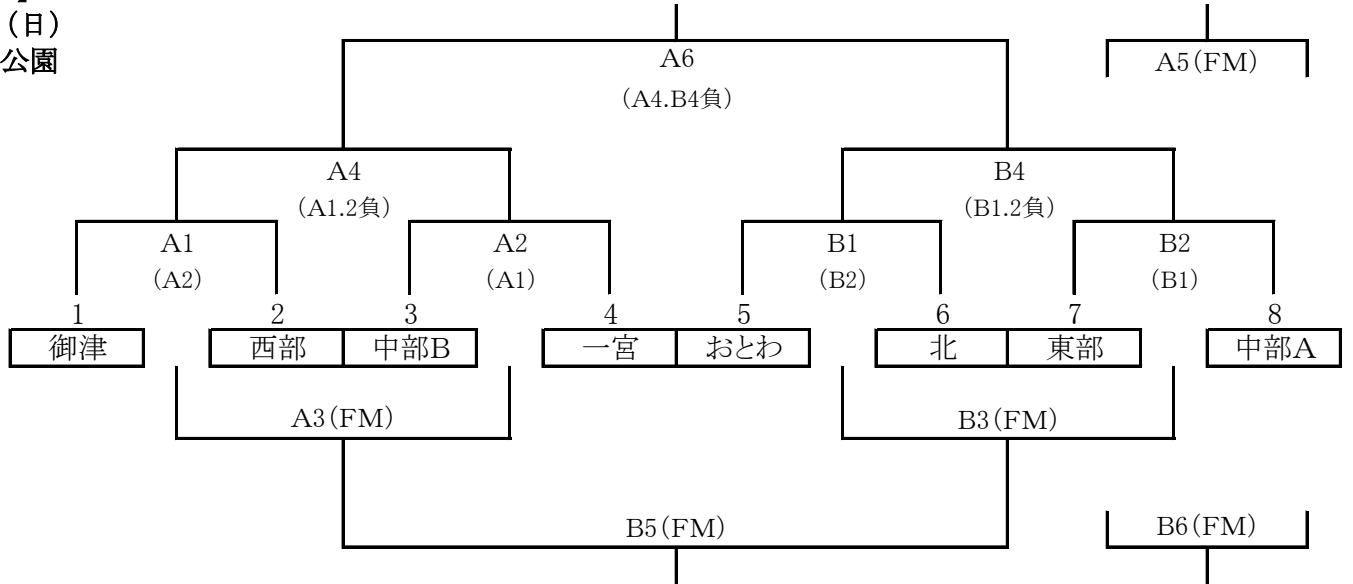 （日）
公園
A6
（A4.B4負）
A5（FM）
A4
（A1.2負）
B4
（B1.2負）
A1
（A2）
A2
（A1）
B1
（B2）
B2
（B1）
1 2 3 4 5 6 7 8
御津 西部 中部B 一宮 おとわ 北 東部 中部A
A3（FM）
B3（FM）
B5（FM）
B6（FM）